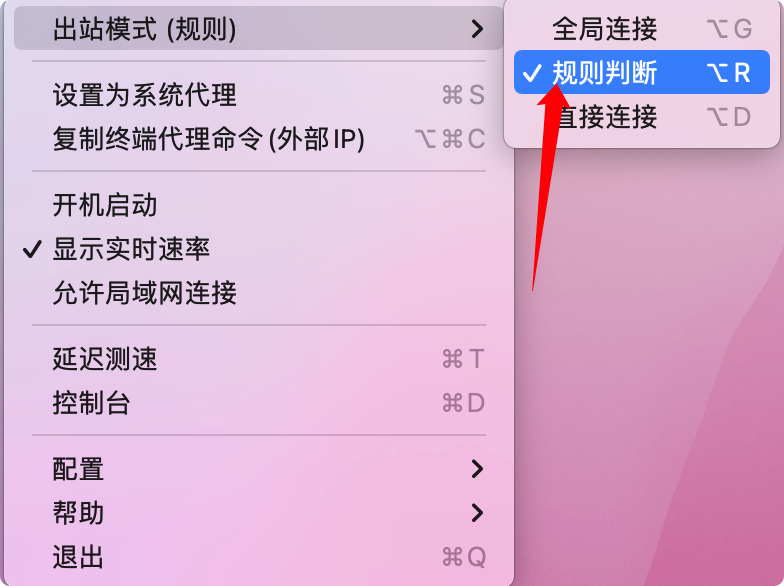 出站模式 (规则)
设置为系统代理 ⌘S
复制终端代理命令(外部IP) ⌥⌘C
开机启动
✓ 显示实时速率
允许局域网连接
延迟测速 ⌘T
控制台 ⌘D
配置
帮助
退出 ⌘Q
全局连接 ⌥G
✓ 规则判断 ⌥R
直接连接 ⌥D